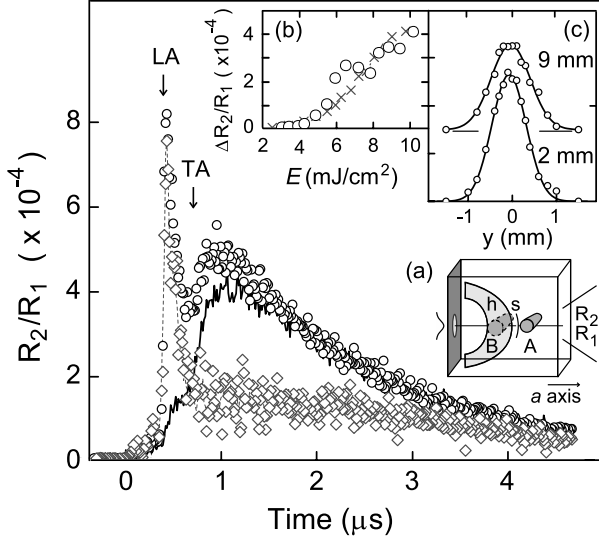 (b)
(c)
LA
TA
ΔR2/R1 ( x10⁻⁴)
4
2
0
2 4 6 8 10
E (mJ/cm²)
9 mm
2 mm
-1 0 1
y (mm)
(a)
h
s
B
A
R2
R1
a axis
R2/R1 ( x 10⁻⁴)
8
6
4
2
0
0 1 2 3 4
Time (μs)